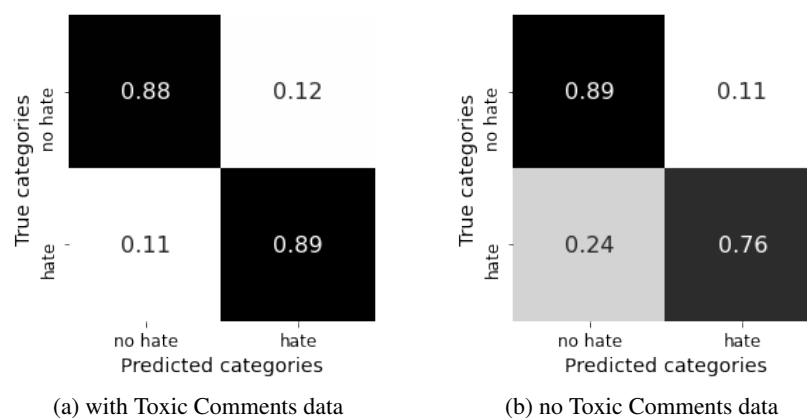 True categories
no hate
hate
0.88
0.12
0.11
0.89
no hate
hate
Predicted categories
(a) with Toxic Comments data
True categories
no hate
hate
0.89
0.11
0.24
0.76
no hate
hate
Predicted categories
(b) no Toxic Comments data